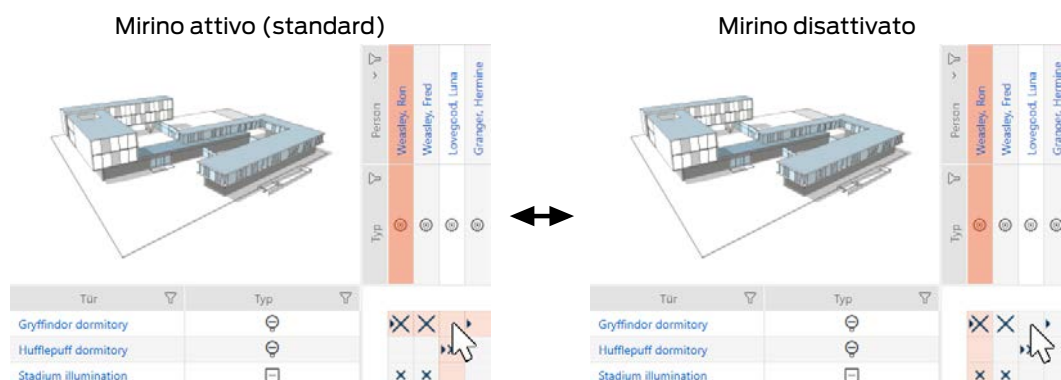 Mirino attivo (standard)
Person
Weasley, Ron
Weasley, Fred
Lovegood, Luna
Granger, Hermine
Typ
Tür Typ
Gryffindor dormitory
Hufflepuff dormitory
Stadium illumination
Mirino disattivato
Person
Weasley, Ron
Weasley, Fred
Lovegood, Luna
Granger, Hermine
Typ
Tür Typ
Gryffindor dormitory
Hufflepuff dormitory
Stadium illumination